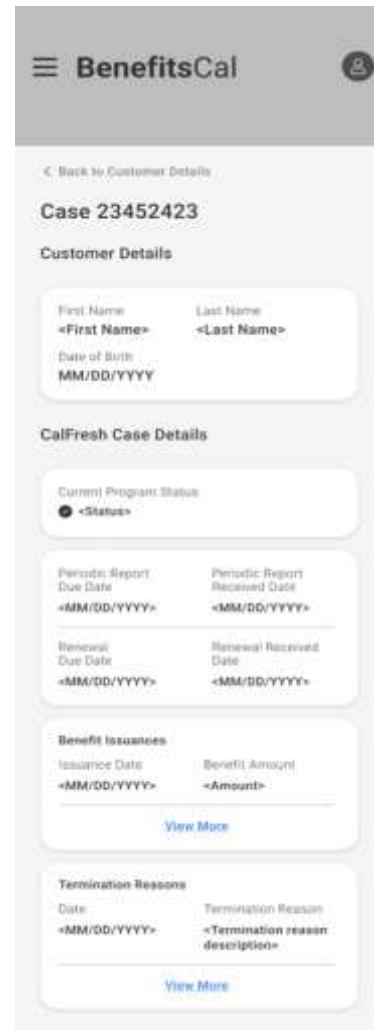 BenefitsCal
< Back to Customer Details
Case 23452423
Customer Details
First Name Last Name
<First Name> <Last Name>
Date of Birth
MM/DD/YYYY
CalFresh Case Details
Current Program Status
<Status>
Periodic Report Periodic Report
Due Date Received Date
<MM/DD/YYYY> <MM/DD/YYYY>
Renewal Renewal Received
Due Date Date
<MM/DD/YYYY> <MM/DD/YYYY>
Benefit Issuances
Issuance Date Benefit Amount
<MM/DD/YYYY> <Amount>
View More
Termination Reasons
Date Termination Reason
<MM/DD/YYYY> <Termination reason
description>
View More